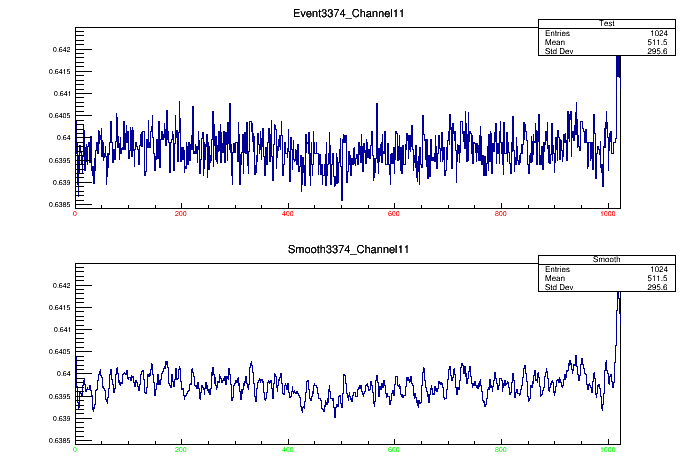 Event3374_Channel11
Test
Entries 1024
Mean 511.5
Std Dev 295.6
0.642
0.6415
0.641
0.6405
0.64
0.6395
0.639
0.6385
0 200 400 600 800 1000
Smooth3374_Channel11
Smooth
Entries 1024
Mean 511.5
Std Dev 295.6
0.642
0.6415
0.641
0.6405
0.64
0.6395
0.639
0.6385
0 200 400 600 800 1000